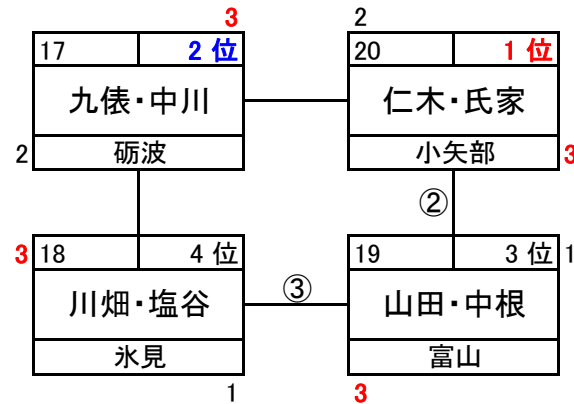 3 2
17 2 位 20 1 位
九俵・中川 仁木・氏家
2 砺波 小矢部 3
②
3 18 4 位 19 3 位 1
川畑・塩谷 ③ 山田・中根
氷見 富山
1 3